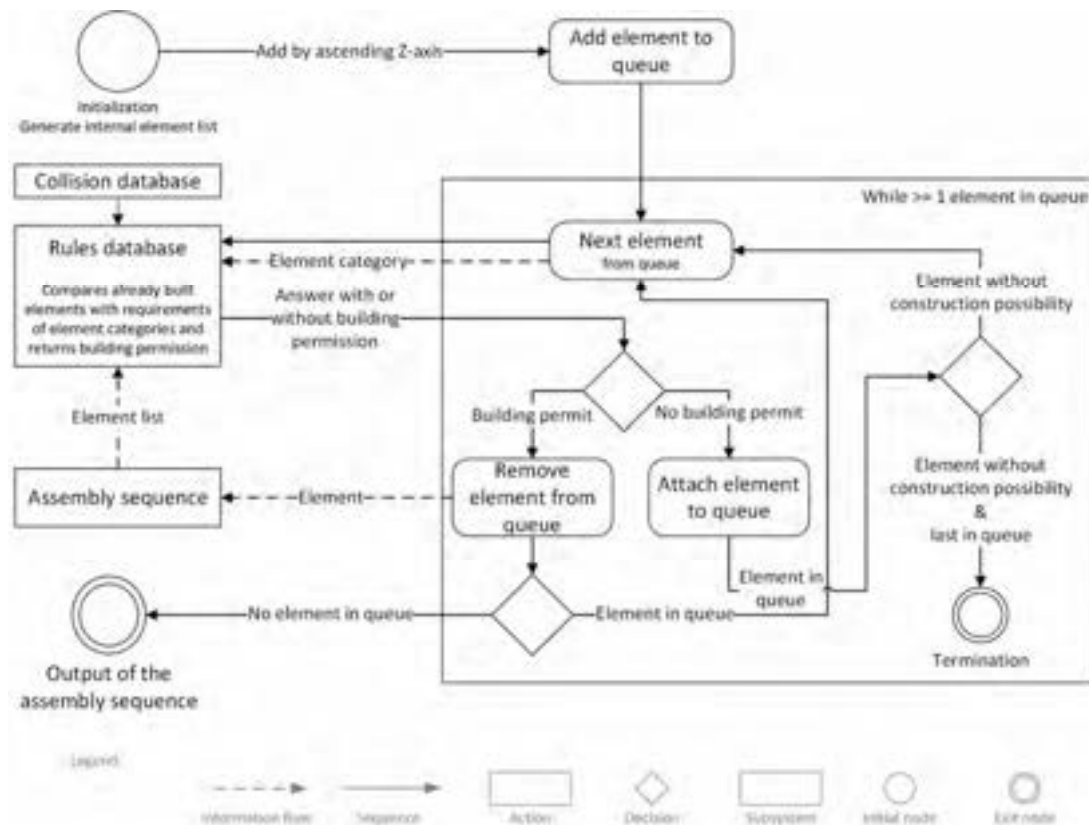 Add by ascending Z-axis
Add element to
queue
Initialization
Generate internal element list
Collision database
While >= 1 element in queue
Rules database
Compares already built
elements with requirements
of element categories and
returns building permission
Next element
from queue
Element category
Answer with or
without building
permission
Element without
construction possibility
Building permit
No building permit
Element list
Assembly sequence
Element
Remove
element from
queue
Attach element
to queue
Element without
construction possibility
&
last in queue
Element in
queue
No element in queue
Element in queue
Termination
Output of the
assembly sequence
Legend
Information flow
Sequence
Action
Decision
Subsystem
Initial node
Exit node